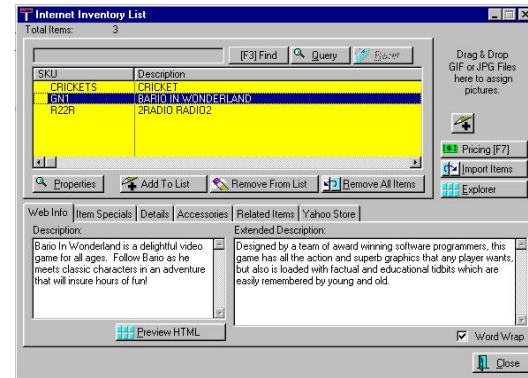 Internet Inventory List
Total Items: 3
[F3] Find Query Reset
SKU Description
CRICKETS CRICKET
GN1 BARIO IN WONDERLAND
R22R 2RADIO RADIO2
Drag & Drop
GIF or JPG Files
here to assign
pictures.
Pricing [F7]
Import Items
Explorer
Properties Add To List Remove From List Remove All Items
Web Info Item Specials Details Accessories Related Items Yahoo Store
Description: Extended Description:
Bario In Wonderland is a delightful video
game for all ages. Follow Bario as he
meets classic characters in an adventure
that will insure hours of fun!
Designed by a team of award winning software programmers, this
game has all the action and superb graphics that any player wants,
but also is loaded with factual and educational tidbits which are
easily remembered by young and old.
Preview HTML
Word Wrap
Close